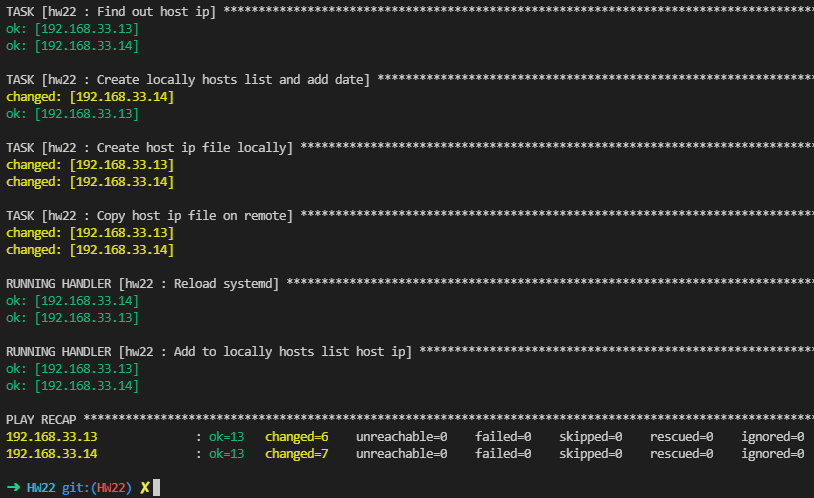 TASK [hw22 : Find out host ip] ************************************************************************************
ok: [192.168.33.13]
ok: [192.168.33.14]
TASK [hw22 : Create locally hosts list and add date] **************************************************************
changed: [192.168.33.14]
ok: [192.168.33.13]
TASK [hw22 : Create host ip file locally] *************************************************************************
changed: [192.168.33.13]
changed: [192.168.33.14]
TASK [hw22 : Copy host ip file on remote] *************************************************************************
changed: [192.168.33.13]
changed: [192.168.33.14]
RUNNING HANDLER [hw22 : Reload systemd] ***************************************************************************
ok: [192.168.33.14]
ok: [192.168.33.13]
RUNNING HANDLER [hw22 : Add to locally hosts list host ip] ********************************************************
ok: [192.168.33.13]
ok: [192.168.33.14]
PLAY RECAP ********************************************************************************************************
192.168.33.13              : ok=13   changed=6    unreachable=0    failed=0    skipped=0    rescued=0    ignored=0
192.168.33.14              : ok=13   changed=7    unreachable=0    failed=0    skipped=0    rescued=0    ignored=0
➜ HW22 git:(HW22) ✗